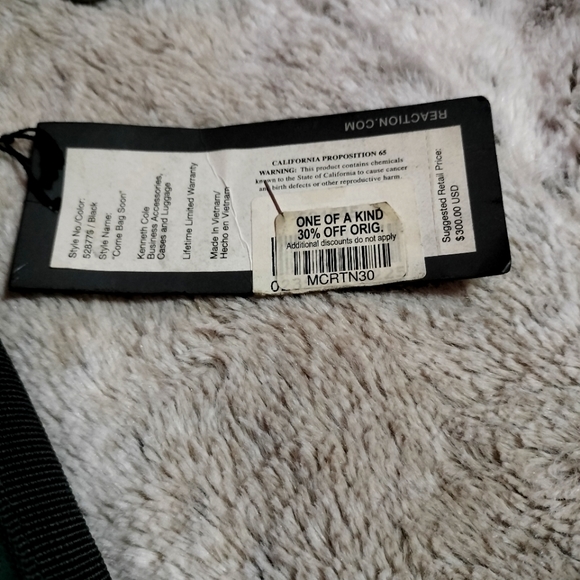 REACTION.COM
Style No./Color:
52877$ / Black
Style Name:
"Come Bag Soon"
Kenneth Cole
Business Accessories,
Cases and Luggage
Lifetime Limited Warranty
Made In Vietnam/
Hecho en Vietnam
CALIFORNIA PROPOSITION 65
WARNING: This product contains chemicals
known to the State of California to cause cancer
and birth defects or other reproductive harm.
ONE OF A KIND
30% OFF ORIG.
Additional discounts do not apply
MCRTN30
Suggested Retail Price:
$300.00 USD